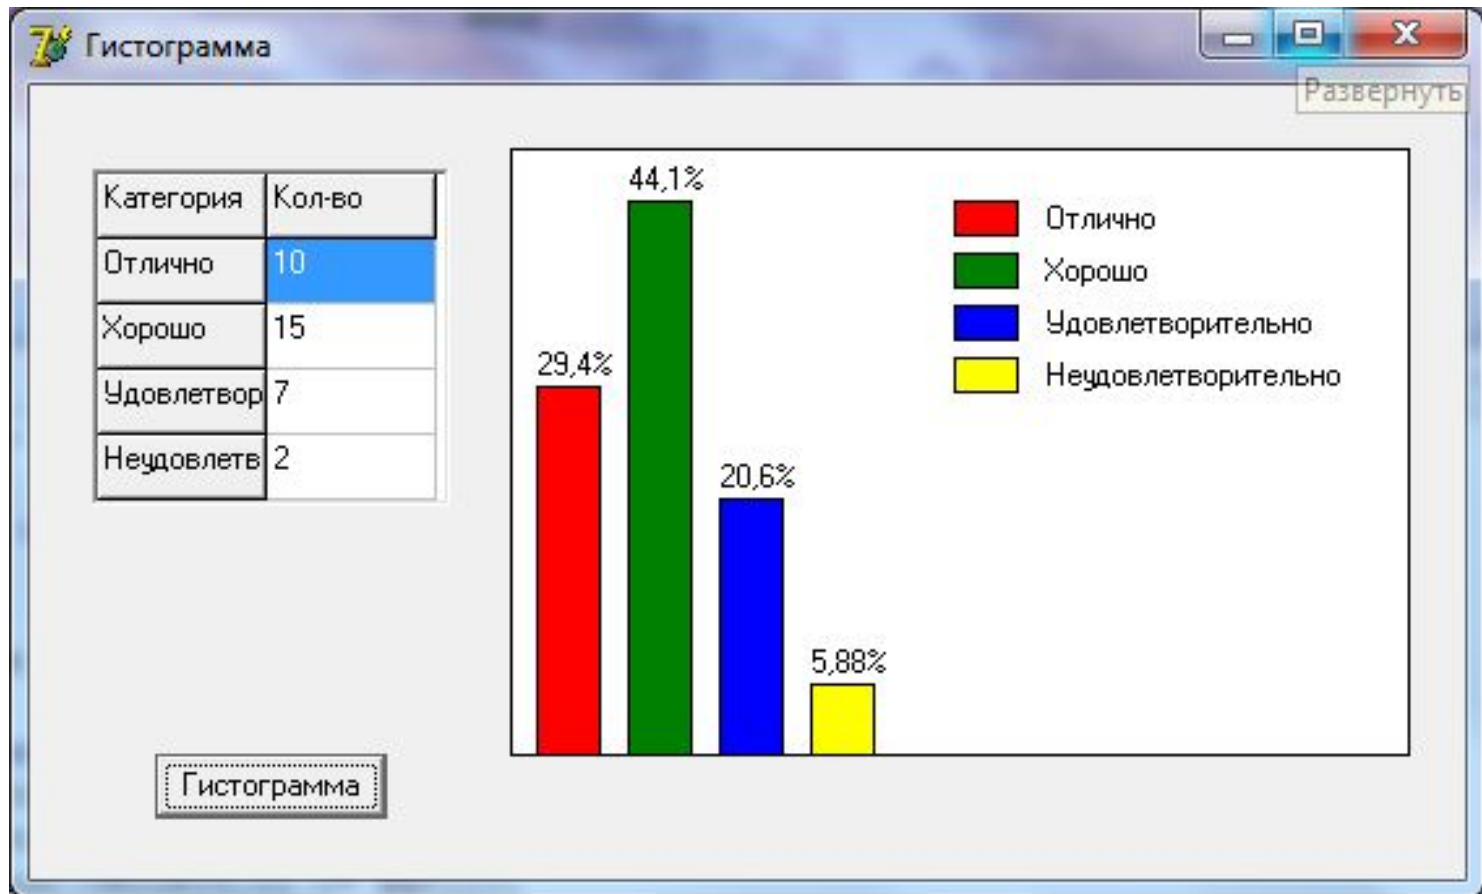 Гистограмма
Развернуть
Категория Кол-во
Отлично 10
Хорошо 15
Удовлетвор 7
Неудовлетв 2
Гистограмма
44,1%
29,4%
20,6%
5,88%
Отлично
Хорошо
Удовлетворительно
Неудовлетворительно